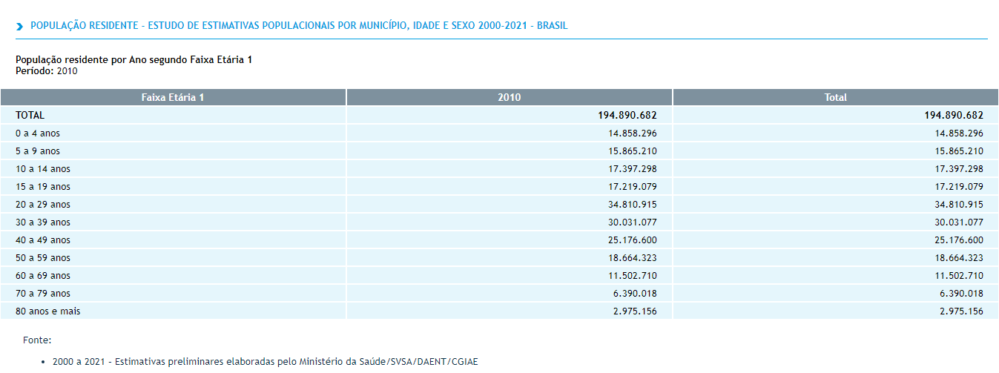 POPULAÇÃO RESIDENTE - ESTUDO DE ESTIMATIVAS POPULACIONAIS POR MUNICÍPIO, IDADE E SEXO 2000-2021 - BRASIL
População residente por Ano segundo Faixa Etária 1
Período: 2010
Faixa Etária 1 2010 Total
TOTAL 194.890.682 194.890.682
0 a 4 anos 14.858.296 14.858.296
5 a 9 anos 15.865.210 15.865.210
10 a 14 anos 17.397.298 17.397.298
15 a 19 anos 17.219.079 17.219.079
20 a 29 anos 34.810.915 34.810.915
30 a 39 anos 30.031.077 30.031.077
40 a 49 anos 25.176.600 25.176.600
50 a 59 anos 18.664.323 18.664.323
60 a 69 anos 11.502.710 11.502.710
70 a 79 anos 6.390.018 6.390.018
80 anos e mais 2.975.156 2.975.156
Fonte:
• 2000 a 2021 – Estimativas preliminares elaboradas pelo Ministério da Saúde/SVSA/DAENT/CGIAE